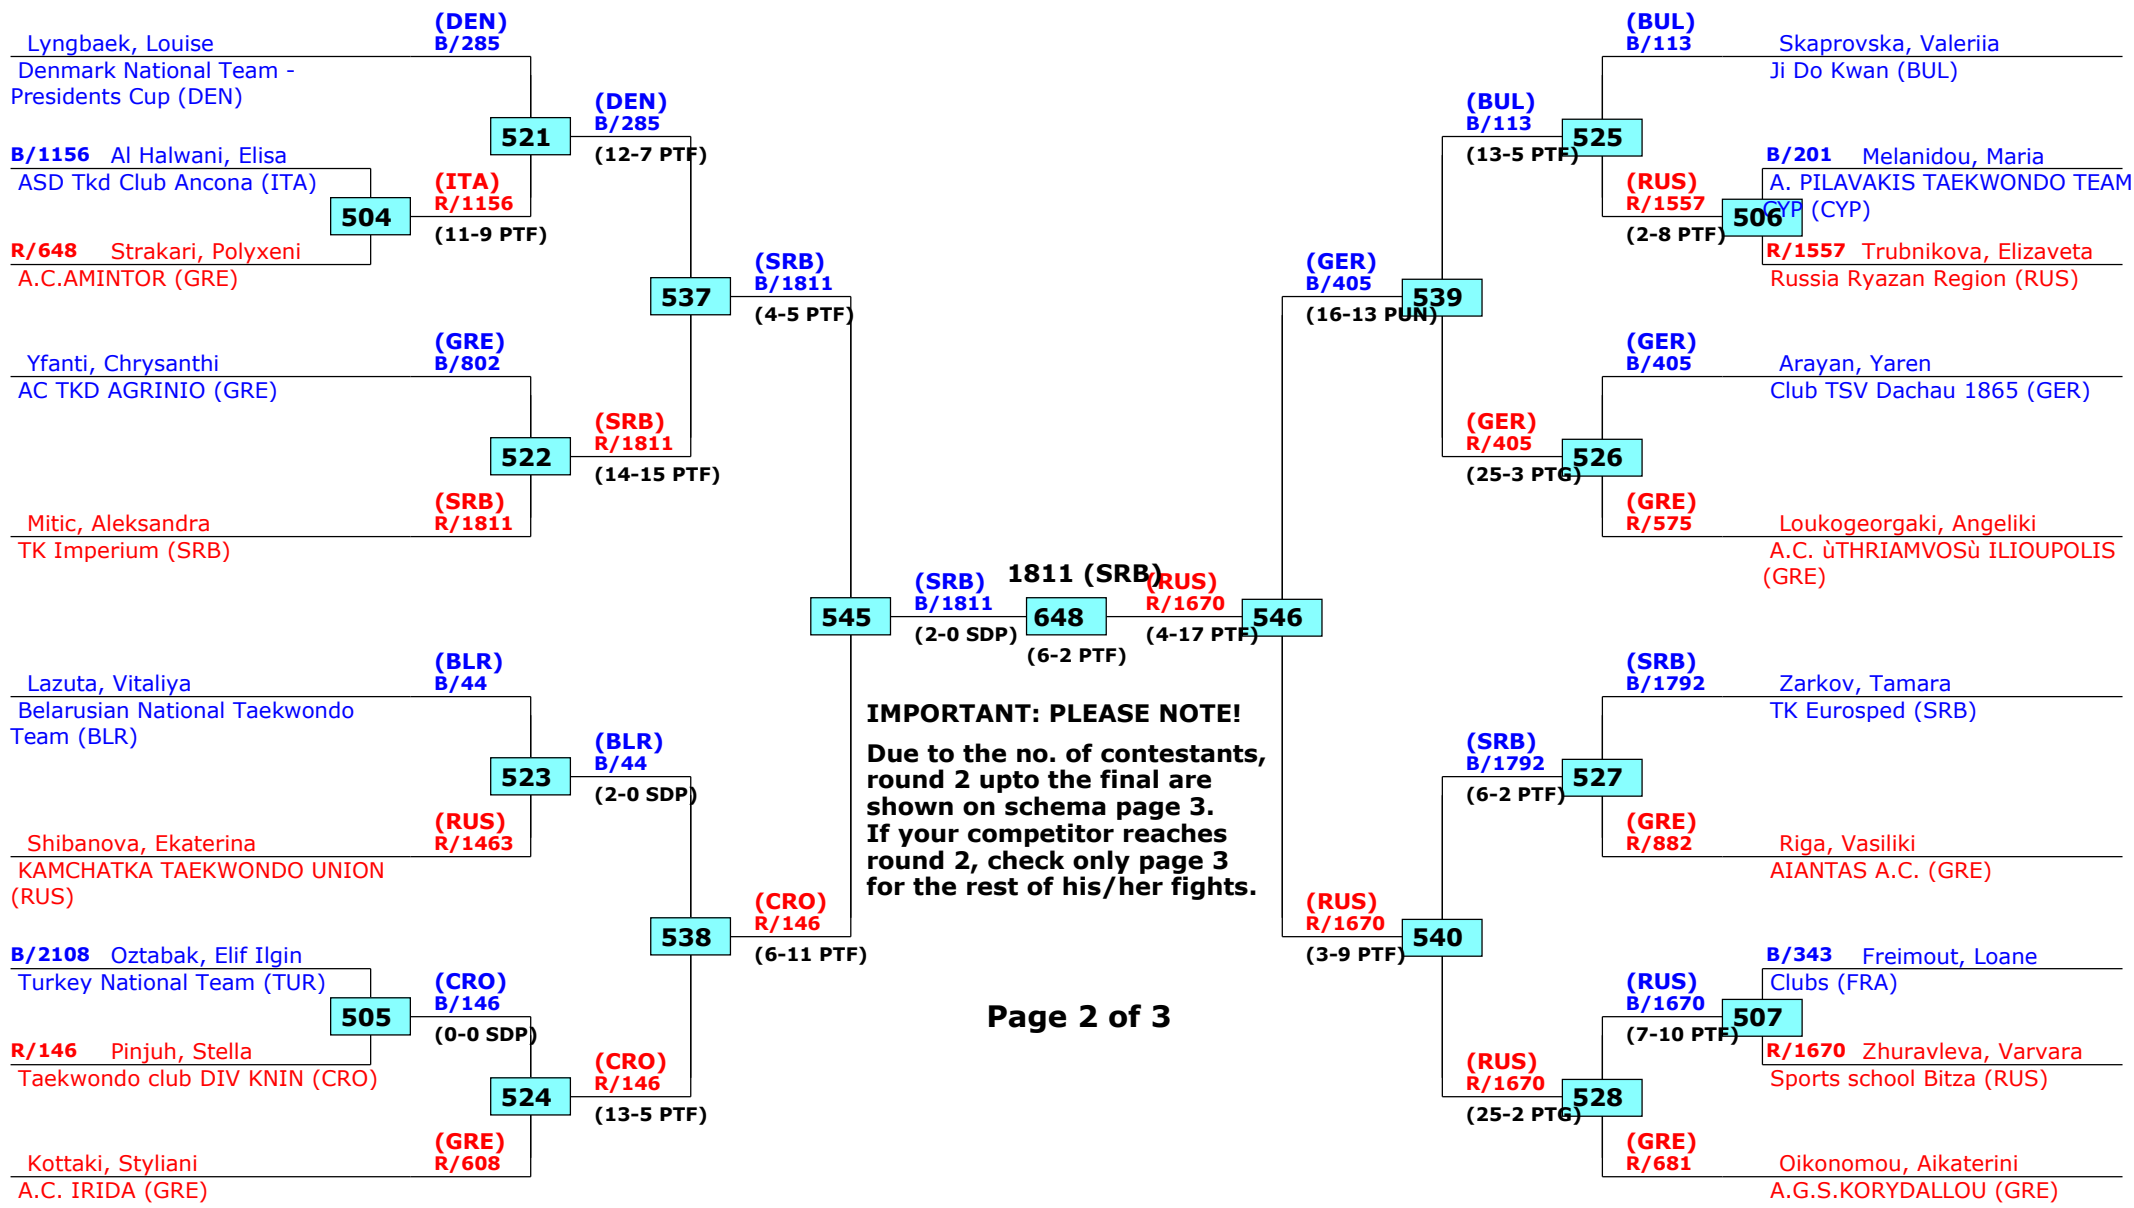 (DEN)
Lyngbaek, Louise B/285
Denmark National Team -
Presidents Cup (DEN)
(DEN)
B/285
521
(12-7 PTF)
B/1156 Al Halwani, Elisa
ASD Tkd Club Ancona (ITA)
(ITA)
R/1156
504
(11-9 PTF)
R/648 Strakari, Polyxeni
A.C.AMINTOR (GRE)
(SRB)
B/1811
537
(4-5 PTF)
(GRE)
Yfanti, Chrysanthi B/802
AC TKD AGRINIO (GRE)
(SRB)
R/1811
522
(14-15 PTF)
(SRB)
Mitic, Aleksandra R/1811
TK Imperium (SRB)
545
(SRB)
B/1811
(2-0 SDP)
1811 (SRB)
648
(6-2 PTF)
(RUS)
R/1670
(4-17 PTF)
546
(BLR)
Lazuta, Vitaliya B/44
Belarusian National Taekwondo
Team (BLR)
(BLR)
B/44
523
(2-0 SDP)
(RUS)
Shibanova, Ekaterina R/1463
KAMCHATKA TAEKWONDO UNION
(RUS)
(CRO)
R/146
538
(6-11 PTF)
B/2108 Oztabak, Elif Ilgin
Turkey National Team (TUR)
(CRO)
B/146
505
(0-0 SDP)
R/146 Pinjuh, Stella
Taekwondo club DIV KNIN (CRO)
(CRO)
R/146
524
(13-5 PTF)
(GRE)
Kottaki, Styliani R/608
A.C. IRIDA (GRE)
IMPORTANT: PLEASE NOTE!
Due to the no. of contestants,
round 2 upto the final are
shown on schema page 3.
If your competitor reaches
round 2, check only page 3
for the rest of his/her fights.
Page 2 of 3
(BUL)
B/113 Skaprovska, Valeriia
Ji Do Kwan (BUL)
(BUL)
B/113
525
(13-5 PTF)
B/201 Melanidou, Maria
A. PILAVAKIS TAEKWONDO TEAM
CYP (CYP)
(RUS)
R/1557
506
(2-8 PTF)
R/1557 Trubnikova, Elizaveta
Russia Ryazan Region (RUS)
(GER)
B/405
539
(16-13 PUN)
(GER)
B/405 Arayan, Yaren
Club TSV Dachau 1865 (GER)
(GER)
R/405
526
(25-3 PTG)
(GRE)
R/575 Loukogeorgaki, Angeliki
A.C. ùTHRIAMVOSù ILIOUPOLIS
(GRE)
(SRB)
B/1792 Zarkov, Tamara
TK Eurosped (SRB)
(SRB)
B/1792
527
(6-2 PTF)
(GRE)
R/882 Riga, Vasiliki
AIANTAS A.C. (GRE)
(RUS)
R/1670
540
(3-9 PTF)
B/343 Freimout, Loane
Clubs (FRA)
(RUS)
B/1670
507
(7-10 PTF)
R/1670 Zhuravleva, Varvara
Sports school Bitza (RUS)
(RUS)
R/1670
528
(25-2 PTG)
(GRE)
R/681 Oikonomou, Aikaterini
A.G.S.KORYDALLOU (GRE)